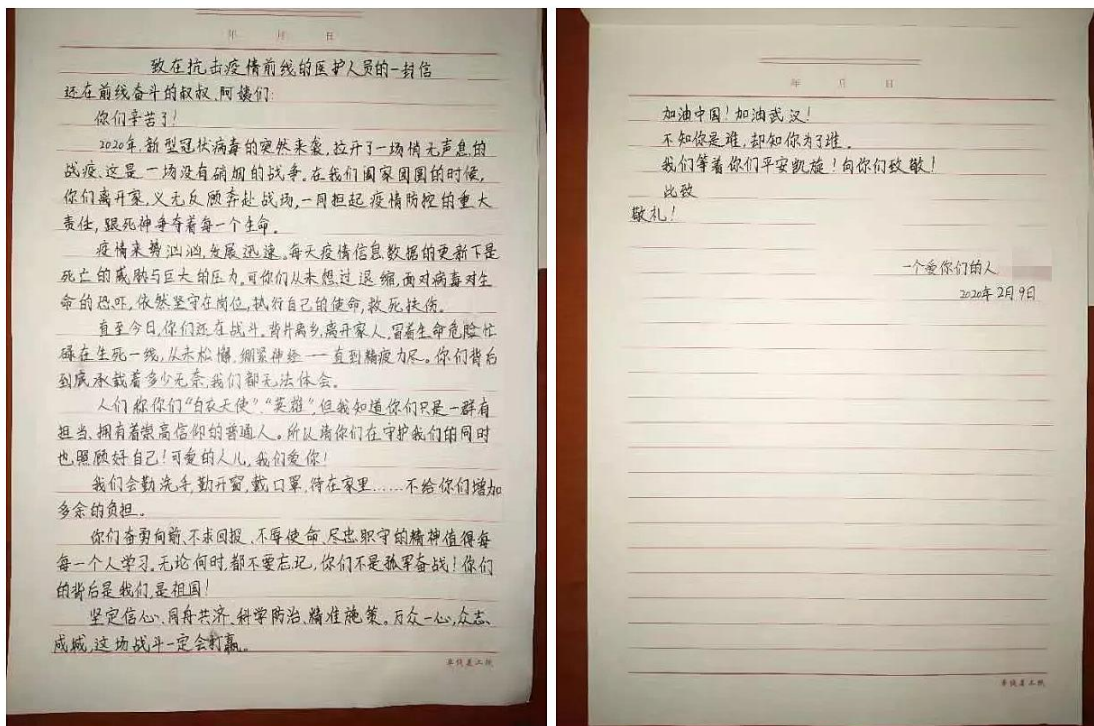 年 月 日
致在抗击疫情前线的医护人员的一封信
还在前线奋斗的叔叔、阿姨们:
你们辛苦了!
2020年,新型冠状病毒的突然来袭,拉开了一场悄无声息的
战疫、这是一场没有硝烟的战争。在我们阖家团圆的时候,
你们离开家,义无反顾奔赴战场,一同担起疫情防控的重大
责任,跟死神争夺着每一个生命。
疫情来势汹汹,发展迅速。每天疫情信息数据的更新下是
死亡的威胁与巨大的压力。可你们从未想过退缩,面对病毒对生
命的恐吓,依然坚守在岗位,执行自己的使命,救死扶伤。
直至今日,你们还在战斗。背井离乡,离开家人,冒着生命危险忙
碌在生死一线,从未松懈,绷紧神经——直到精疲力尽。你们背后
到底承载着多少无奈,我们都无法体会。
人们称你们“白衣天使”“英雄”,但我知道你们只是一群有
担当、拥有着崇高信仰的普通人。所以请你们在守护我们的同时
也照顾好自己!可爱的人儿,我们爱你!
我们会勤洗手,勤开窗,戴口罩,待在家里……不给你们增加
多余的负担。
你们奋勇向前、不求回报、不辱使命、尽忠职守的精神值得每
每一个人学习。无论何时,都不要忘记,你们不是孤军奋战!你们
的背后是我们,是祖国!
坚定信心、同舟共济、科学防治、精准施策。万众一心,众志
成城,这场战斗一定会打赢。
年 月 日
加油中国!加油武汉!
不知你是谁,却知你为了谁。
我们等着你们平安凯旋!向你们致敬!
此致
敬礼!
一个爱你们的人
2020年2月9日